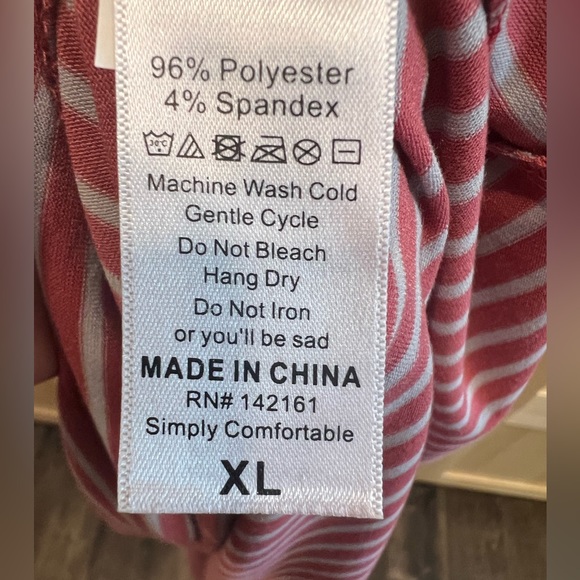 96% Polyester
4% Spandex
30°C
Machine Wash Cold
Gentle Cycle
Do Not Bleach
Hang Dry
Do Not Iron
or you'll be sad
MADE IN CHINA
RN# 142161
Simply Comfortable
XL